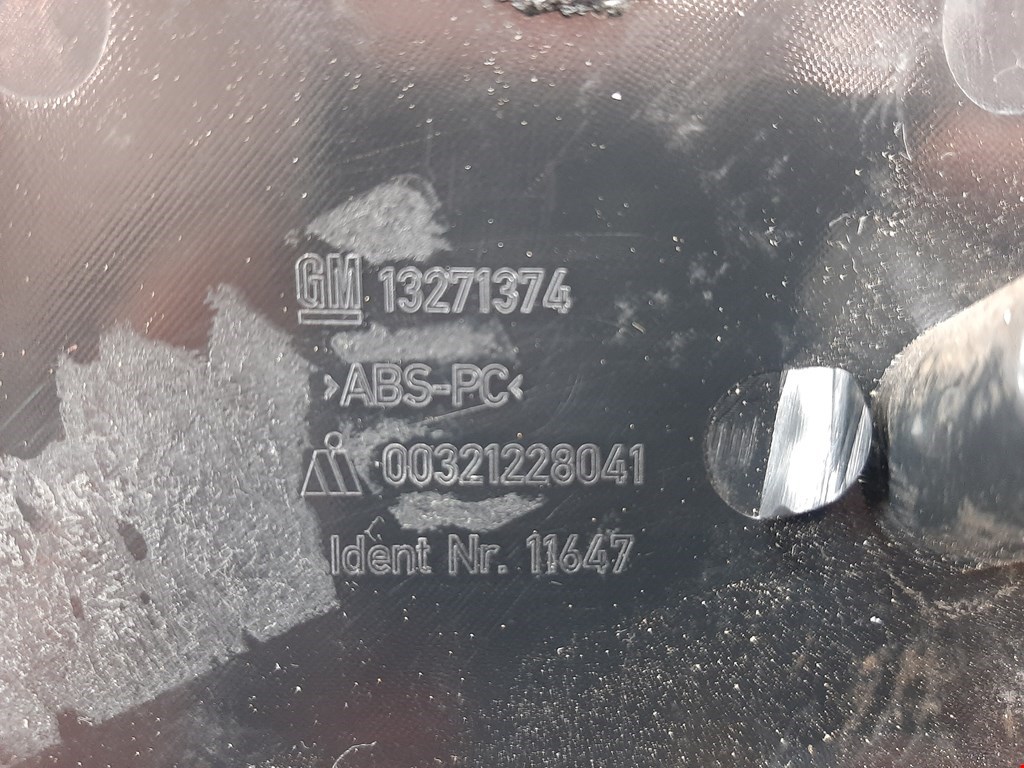 GM 13271374
>ABS-PC<
00321228041
Ident Nr. 11647